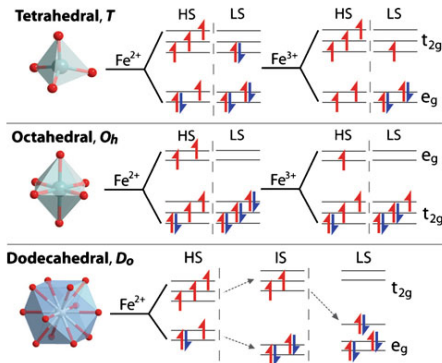 Tetrahedral, T
HS LS HS LS
Fe2+ Fe3+ t2g
eg
Octahedral, Oh
HS LS HS LS
eg
Fe2+ Fe3+
t2g
Dodecahedral, Do
HS IS LS
Fe2+ t2g
eg